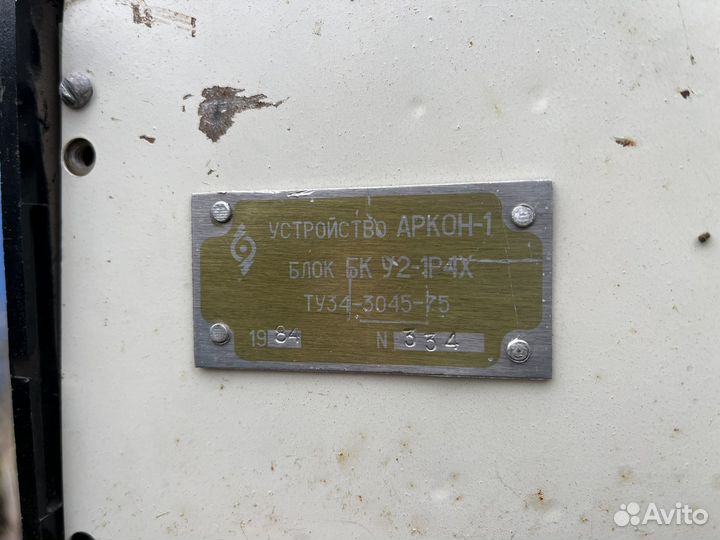 УСТРОЙСТВО АРКОН-1
БЛОК БК У2-1Р4Х
ТУ34-3045-75
1984 N 334
Avito